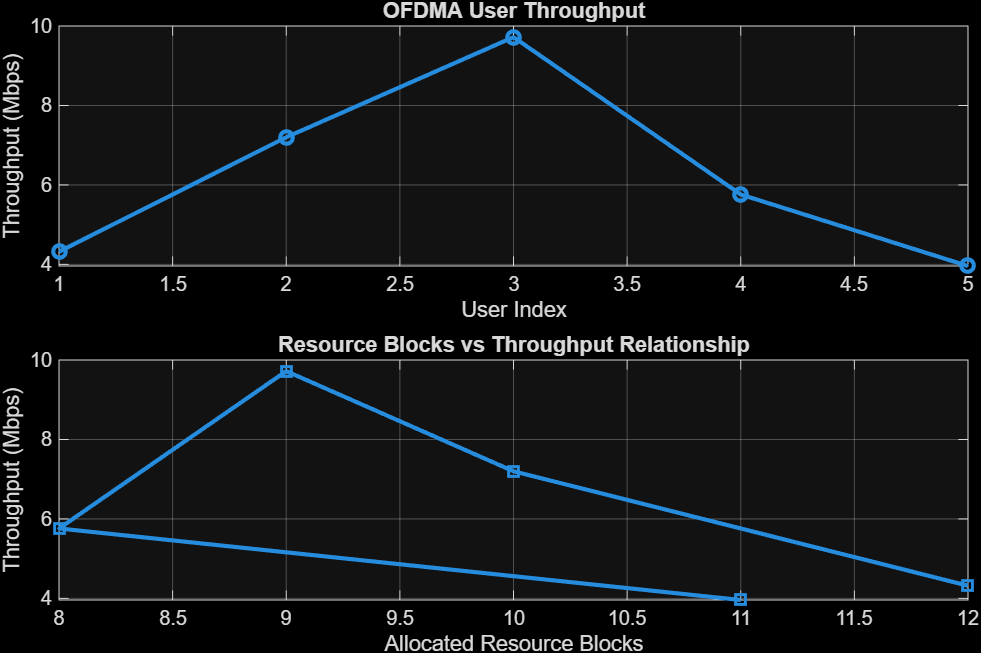 OFDMA User Throughput
Throughput (Mbps)
10
8
6
4
1 1.5 2 2.5 3 3.5 4 4.5 5
User Index
Resource Blocks vs Throughput Relationship
Throughput (Mbps)
10
8
6
4
8 8.5 9 9.5 10 10.5 11 11.5 12
Allocated Resource Blocks